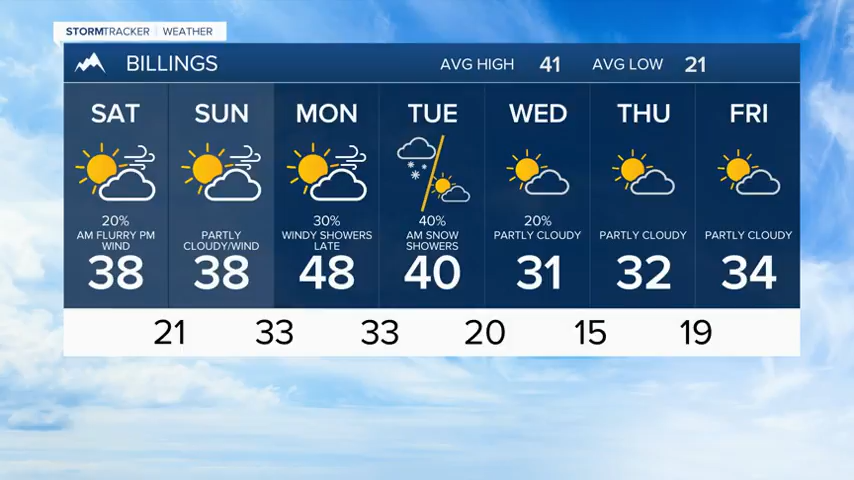 STORMTRACKER WEATHER
BILLINGS AVG HIGH 41 AVG LOW 21
SAT SUN MON TUE WED THU FRI
20% 30% 40% 20%
AM FLURRY PM PARTLY WINDY SHOWERS AM SNOW PARTLY CLOUDY PARTLY CLOUDY PARTLY CLOUDY
WIND CLOUDY/WIND LATE SHOWERS
38 38 48 40 31 32 34
21 33 33 20 15 19